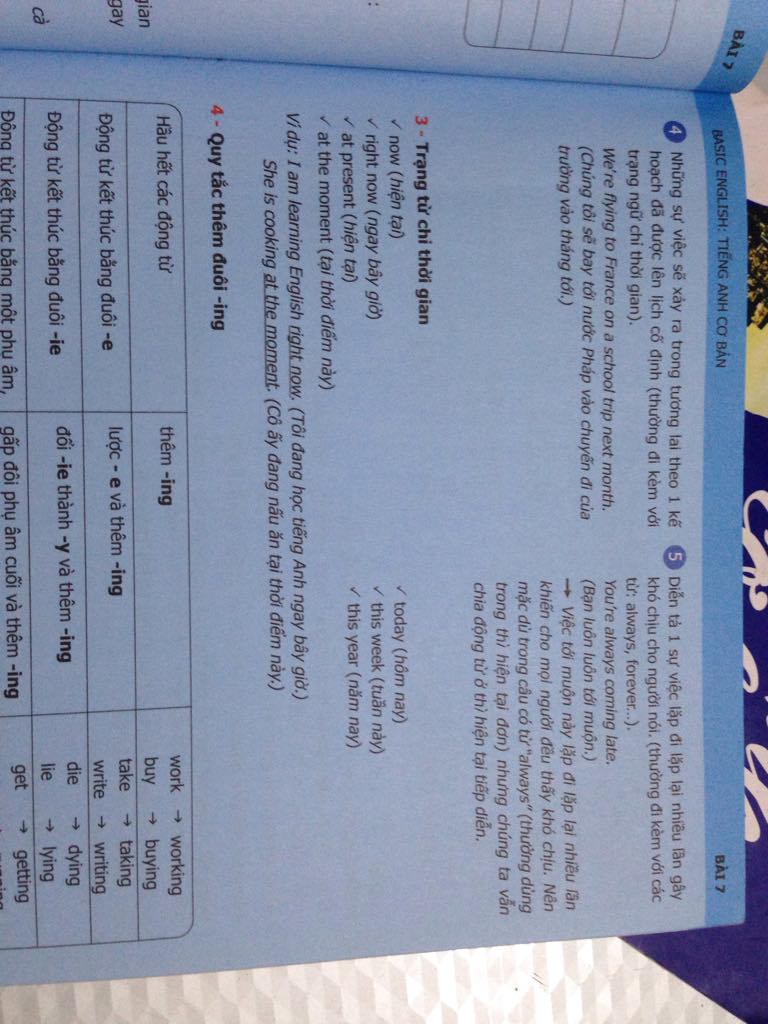 BÀI 7
BASIC ENGLISH: TIẾNG ANH CƠ BẢN
BÀI 7
4 Những sự việc sẽ xảy ra trong tương lai theo 1 kế
hoạch đã được lên lịch cố định (thường đi kèm với
trạng ngữ chỉ thời gian).
We're flying to France on a school trip next month.
(Chúng tôi sẽ bay tới nước Pháp vào chuyến đi của
trường vào tháng tới.)
5 Diễn tả 1 sự việc lặp đi lặp lại nhiều lần gây
khó chịu cho người nói. (thường đi kèm với các
từ: always, forever...).
You're always coming late.
(Bạn luôn luôn tới muộn.)
→ Việc tới muộn này lặp đi lặp lại nhiều lần
khiến cho mọi người đều thấy khó chịu. Nên
mặc dù trong câu có từ "always" (thường dùng
trong thì hiện tại đơn) nhưng chúng ta vẫn
chia động từ ở thì hiện tại tiếp diễn.
3 - Trạng từ chỉ thời gian
✓ now (hiện tại)
✓ right now (ngay bây giờ)
✓ at present (hiện tại)
✓ at the moment (tại thời điểm này)
✓ today (hôm nay)
✓ this week (tuần này)
✓ this year (năm nay)
Ví dụ: I am learning English right now. (Tôi đang học tiếng Anh ngay bây giờ.)
She is cooking at the moment. (Cô ấy đang nấu ăn tại thời điểm này.)
4 - Quy tắc thêm đuôi -ing
Hầu hết các động từ
thêm -ing
work → working
buy → buying
Động từ kết thúc bằng đuôi -e
lược - e và thêm -ing
take → taking
write → writing
Động từ kết thúc bằng đuôi -ie
đổi -ie thành -y và thêm -ing
die → dying
lie → lying
Động từ kết thúc bằng một phụ âm,
gấp đôi phụ âm cuối và thêm -ing
get → getting
gian
gay
cà